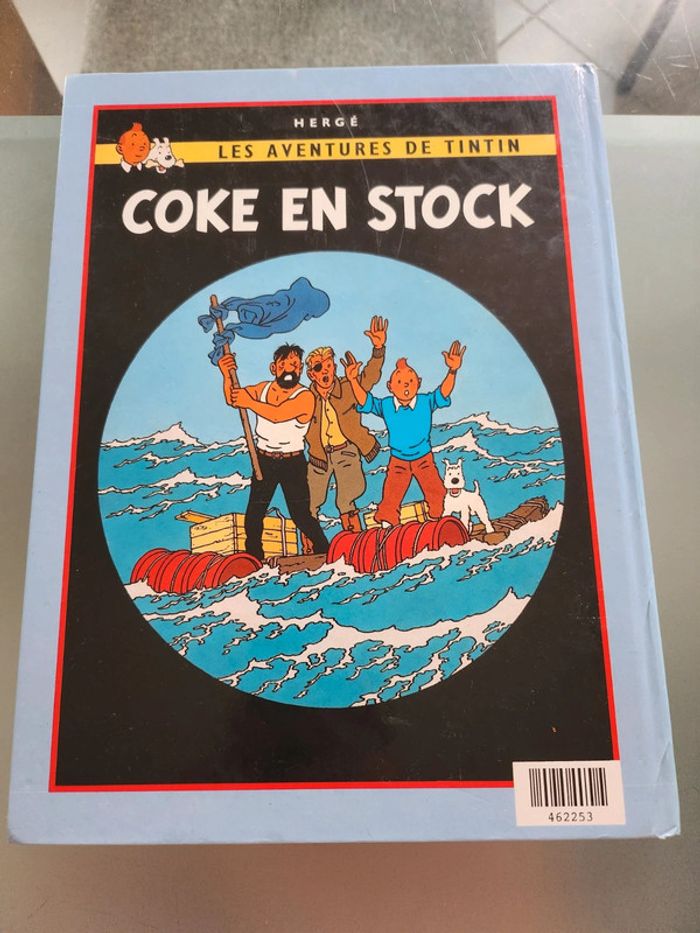 HERGÉ
LES AVENTURES DE TINTIN
COKE EN STOCK
462253